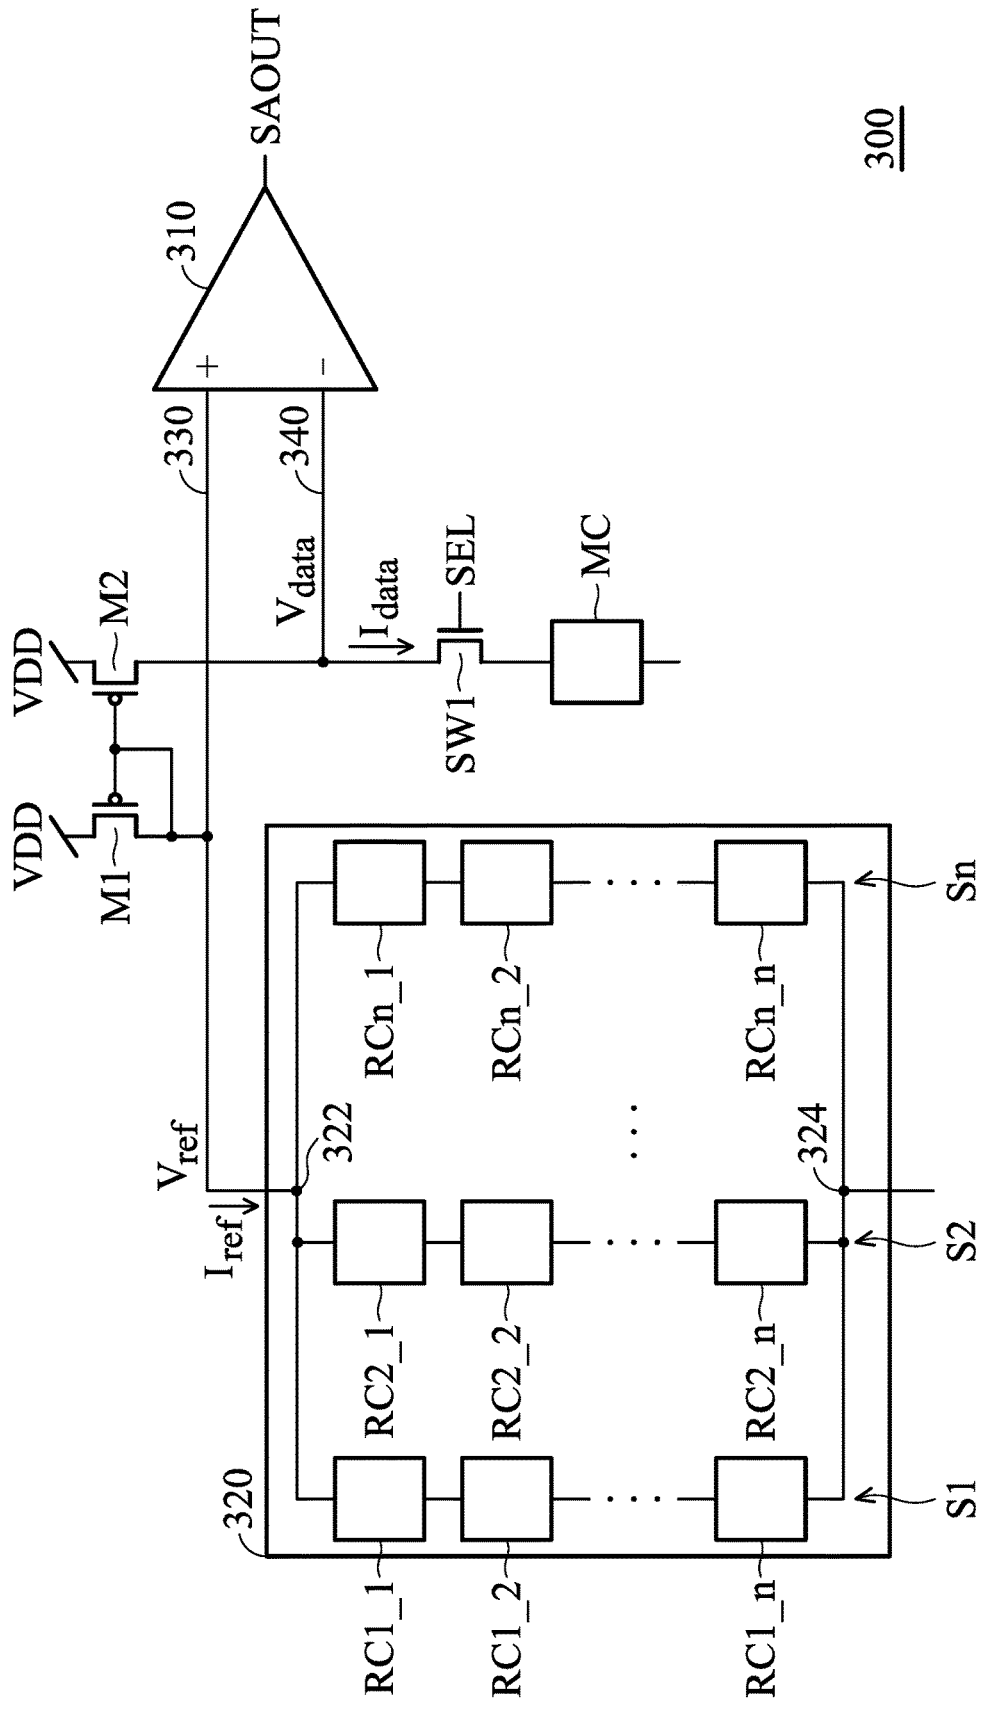 VDD
VDD
M1
M2
330
310
+
SAOUT
340
−
Vref
Vdata
Iref
Idata
SW1
SEL
MC
320
322
RC1_1
RC2_1
RCn_1
RC1_2
RC2_2
RCn_2
. . .
. . .
. . .
. . .
RC1_n
RC2_n
RCn_n
324
S1
S2
Sn
300